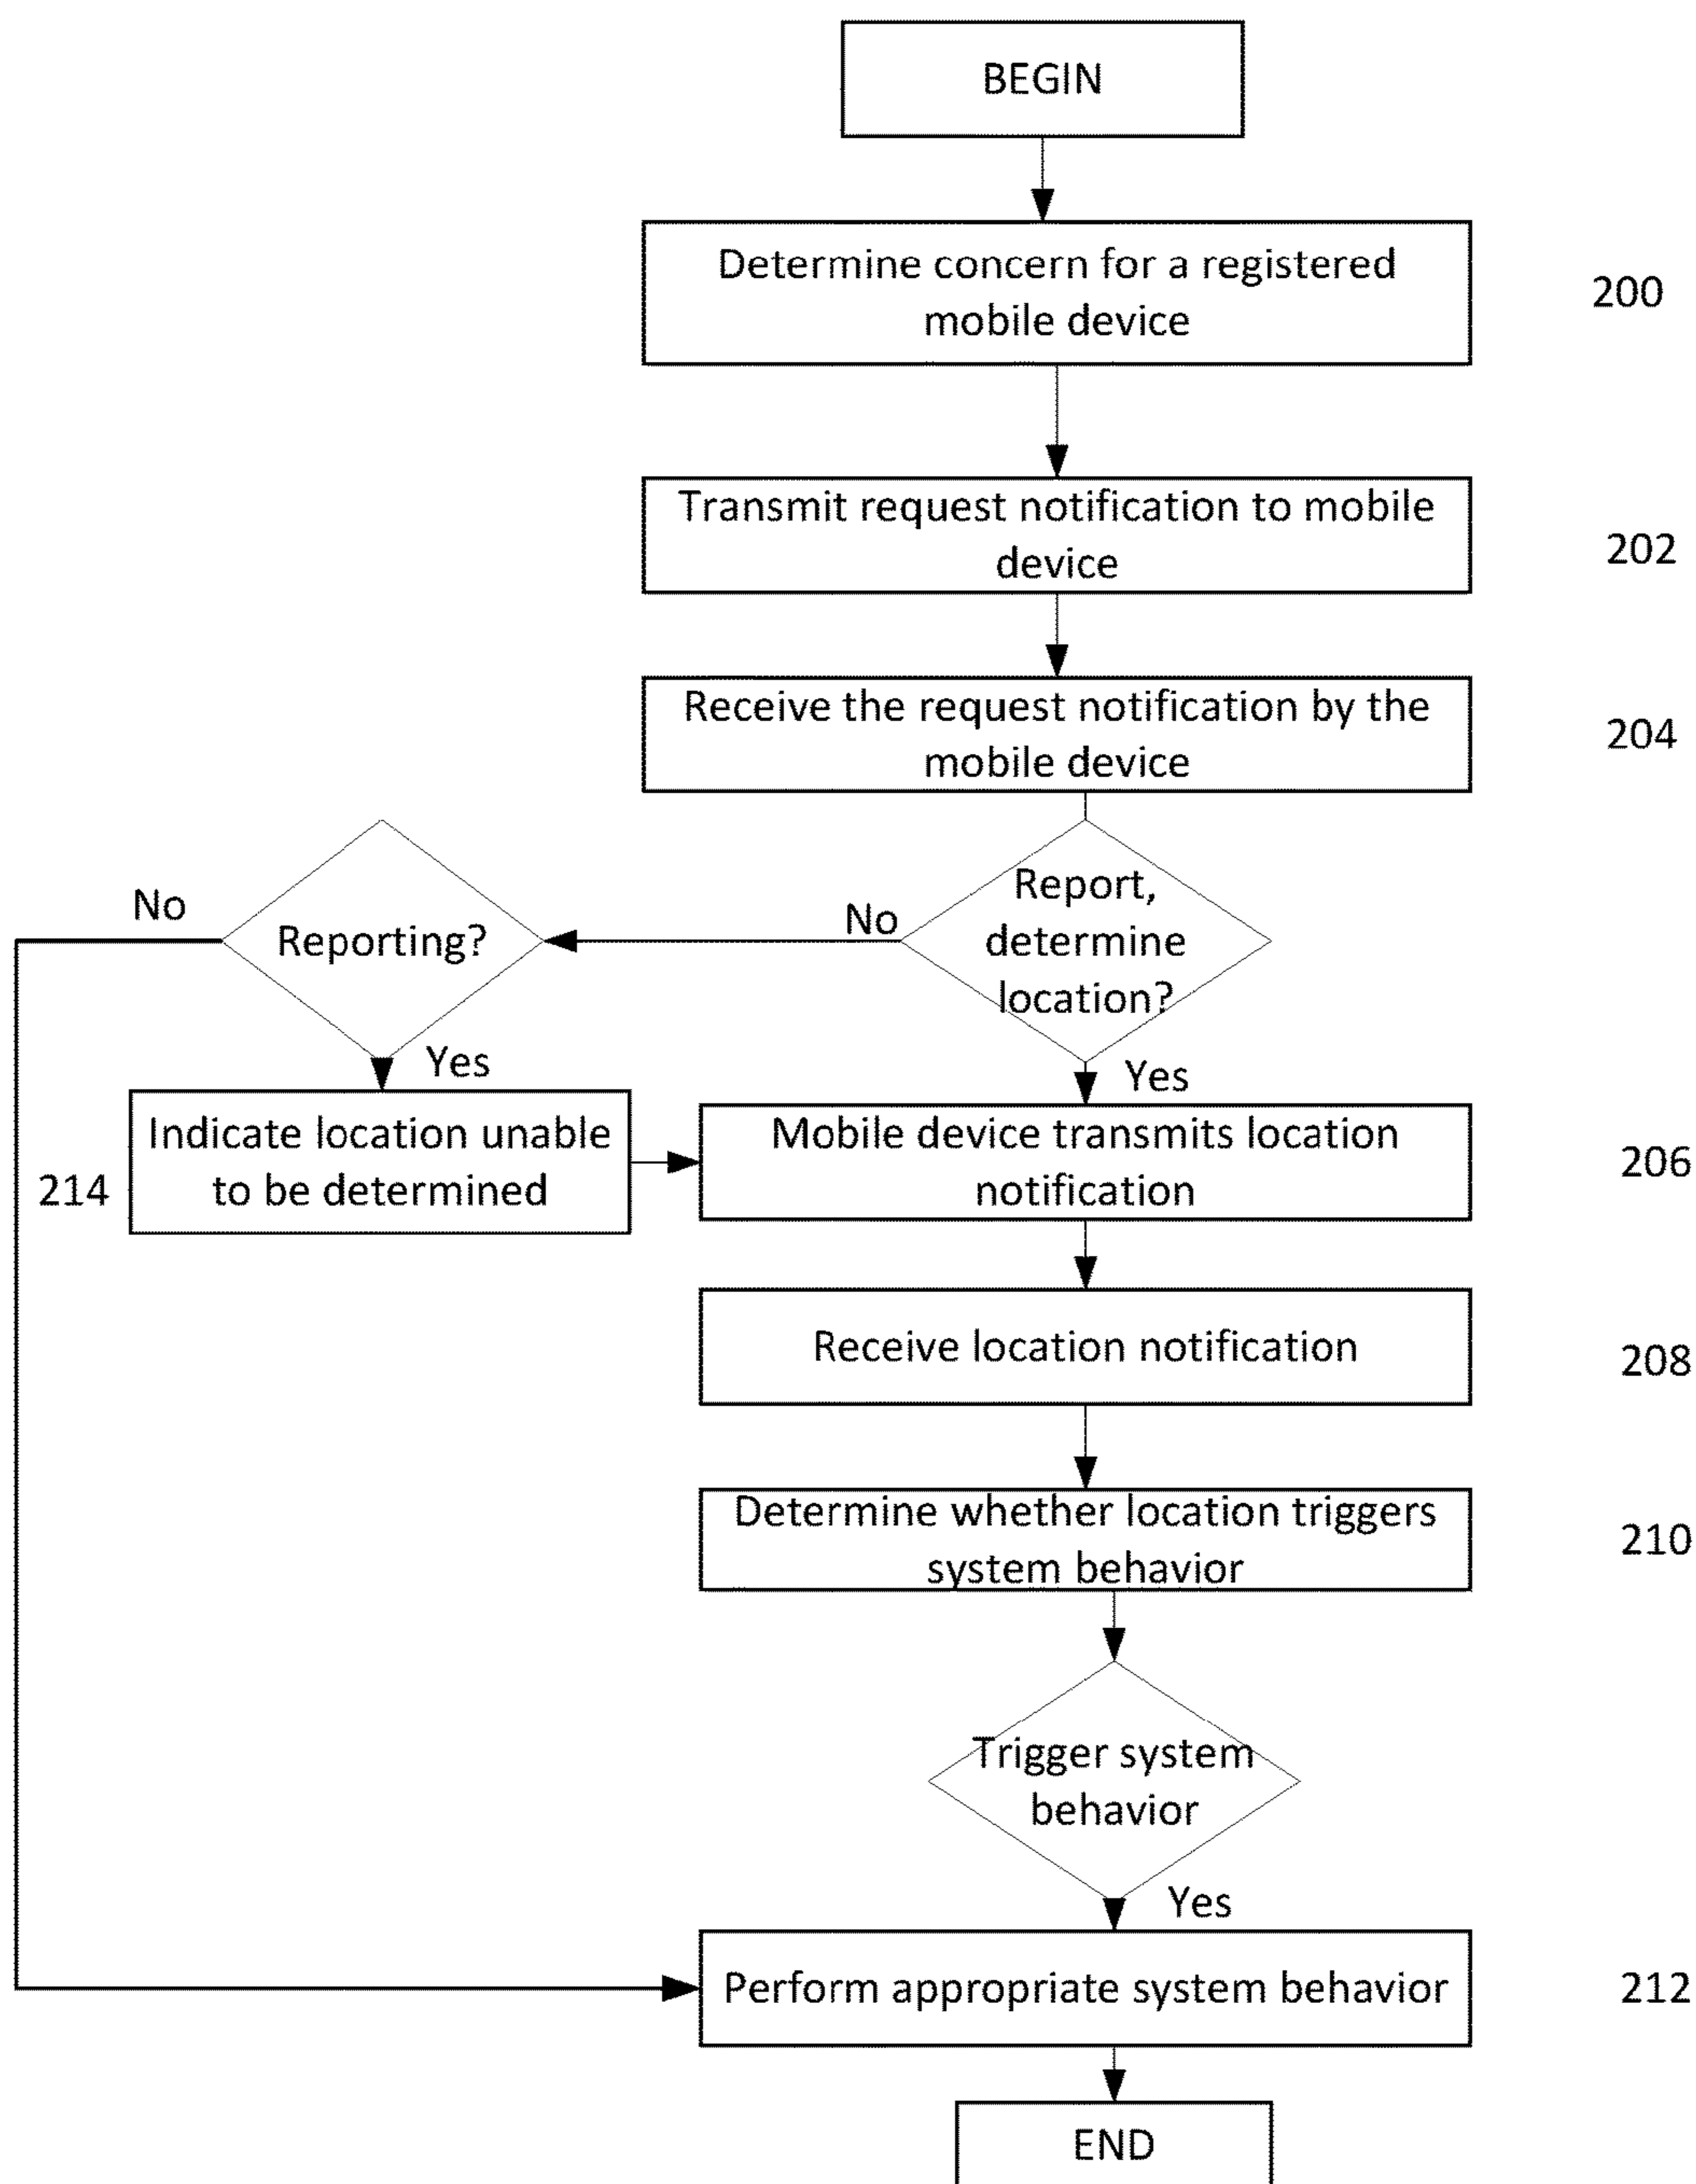 BEGIN
Determine concern for a registered
mobile device
200
Transmit request notification to mobile
device
202
Receive the request notification by the
mobile device
204
Report,
determine
location?
No
Reporting?
No
Yes
Yes
Indicate location unable
to be determined
214
Mobile device transmits location
notification
206
Receive location notification
208
Determine whether location triggers
system behavior
210
Trigger system
behavior
Yes
Perform appropriate system behavior
212
END